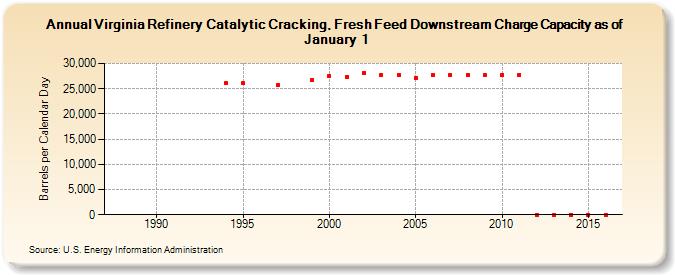 Annual Virginia Refinery Catalytic Cracking, Fresh Feed Downstream Charge Capacity as of
January 1
Barrels per Calendar Day
30,000
25,000
20,000
15,000
10,000
5,000
0
1990 1995 2000 2005 2010 2015
Source: U.S. Energy Information Administration